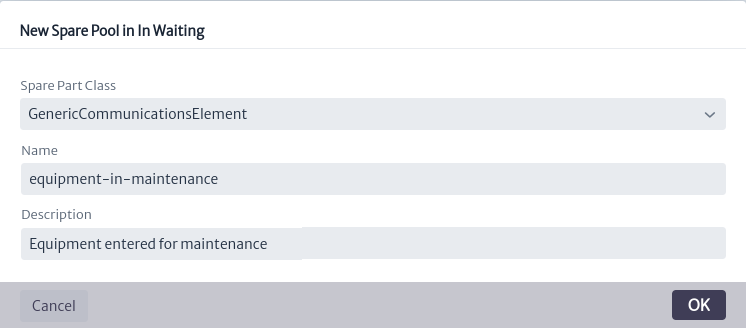 New Spare Pool in In Waiting
Spare Part Class
GenericCommunicationsElement
Name
equipment-in-maintenance
Description
Equipment entered for maintenance
Cancel
OK